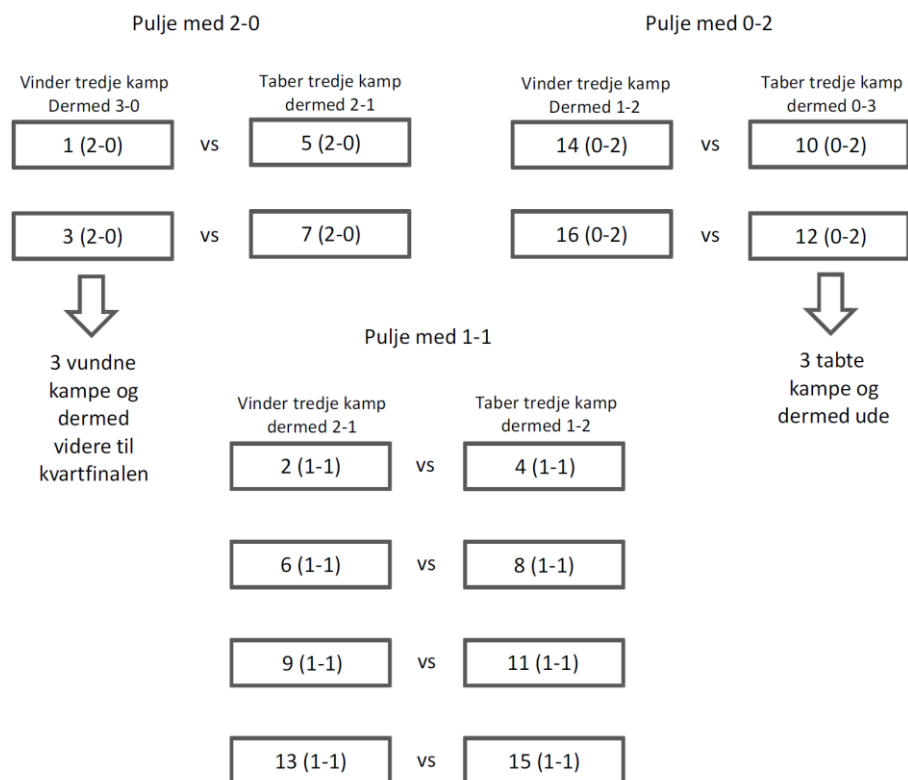 Pulje med 2-0
Vinder tredje kamp
Dermed 3-0
Taber tredje kamp
dermed 2-1
1 (2-0) vs 5 (2-0)
3 (2-0) vs 7 (2-0)
3 vundne
kampe og
dermed
videre til
kvartfinalen
Pulje med 0-2
Vinder tredje kamp
Dermed 1-2
Taber tredje kamp
dermed 0-3
14 (0-2) vs 10 (0-2)
16 (0-2) vs 12 (0-2)
3 tabte
kampe og
dermed ude
Pulje med 1-1
Vinder tredje kamp
dermed 2-1
Taber tredje kamp
dermed 1-2
2 (1-1) vs 4 (1-1)
6 (1-1) vs 8 (1-1)
9 (1-1) vs 11 (1-1)
13 (1-1) vs 15 (1-1)